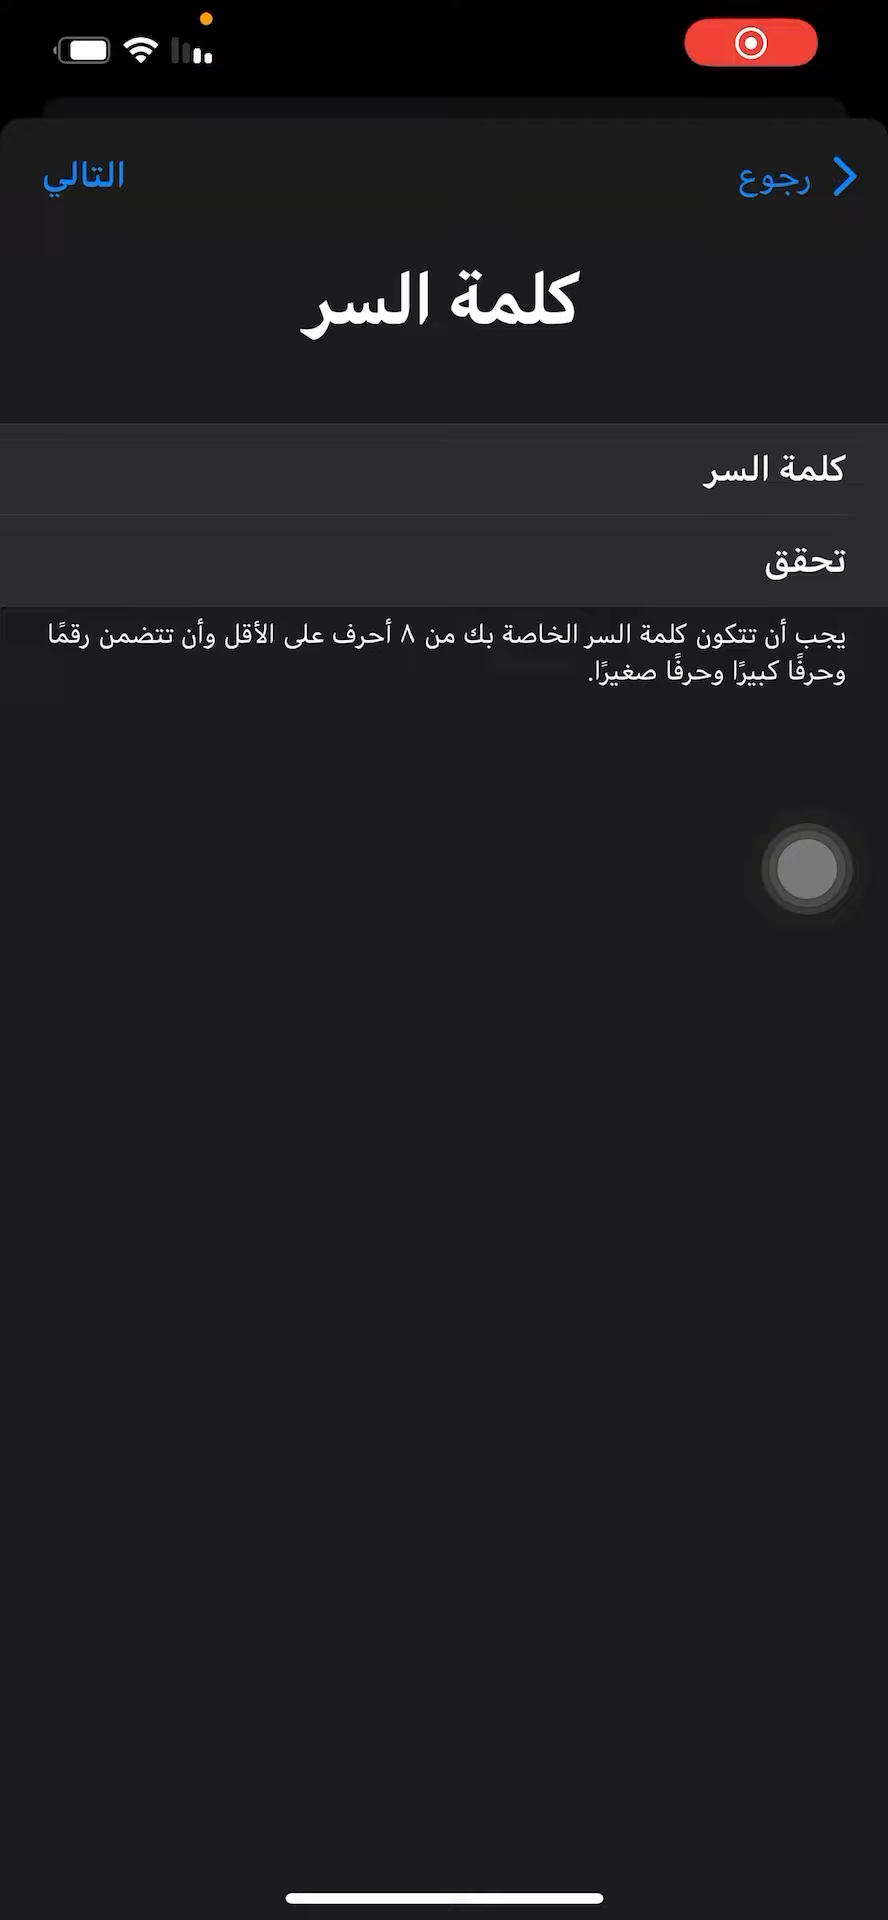 رجوع
التالي
كلمة السر
كلمة السر
تحقق
يجب أن تتكون كلمة السر الخاصة بك من ٨ أحرف على الأقل وأن تتضمن رقمًا
وحرفًا كبيرًا وحرفًا صغيرًا.